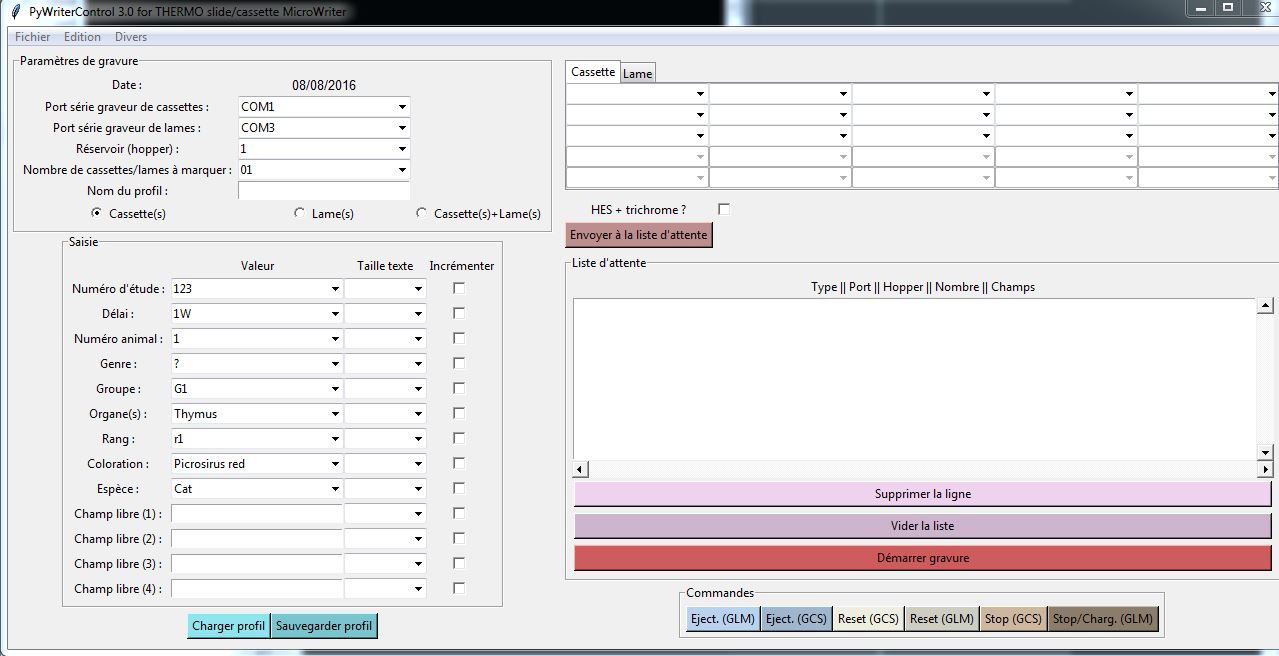 PyWriterControl 3.0 for THERMO slide/cassette MicroWriter
Fichier Edition Divers
Paramètres de gravure
Date : 08/08/2016
Port série graveur de cassettes : COM1
Port série graveur de lames : COM3
Réservoir (hopper) : 1
Nombre de cassettes/lames à marquer : 01
Nom du profil :
Cassette(s) Lame(s) Cassette(s)+Lame(s)
Saisie
Valeur Taille texte Incrémenter
Numéro d'étude : 123
Délai : 1W
Numéro animal : 1
Genre : ?
Groupe : G1
Organe(s) : Thymus
Rang : r1
Coloration : Picrosirus red
Espèce : Cat
Champ libre (1) :
Champ libre (2) :
Champ libre (3) :
Champ libre (4) :
Charger profil Sauvegarder profil
Cassette Lame
HES + trichrome ?
Envoyer à la liste d'attente
Liste d'attente
Type || Port || Hopper || Nombre || Champs
Supprimer la ligne
Vider la liste
Démarrer gravure
Commandes
Eject. (GLM) Eject. (GCS) Reset (GCS) Reset (GLM) Stop (GCS) Stop/Charg. (GLM)